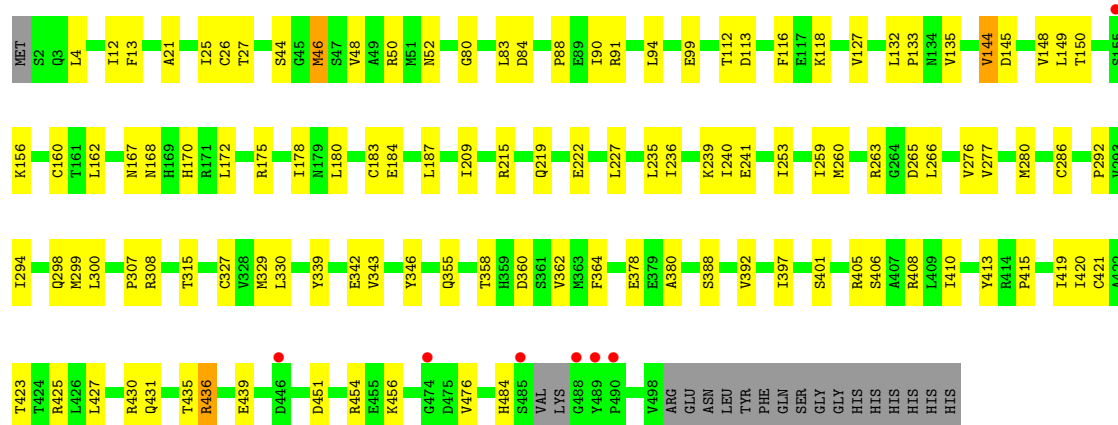 MET S2 Q3 L4 I12 F13 A21 I25 C26 T27 S44 G45 M46 S47 V48 A49 R50 M51 N52 G80 L83 D84 P88 E89 I90 R91 L94 E99 T112 D113 F116 E117 K118 V127 L132 P133 N134 V135 V144 D145 V148 L149 T150 S155
K156 C160 T161 L162 N167 N168 H169 H170 R171 L172 R175 I178 N179 L180 C183 E184 L187 I209 R215 Q219 E222 L227 L235 I236 K239 I240 E241 I253 I259 M260 R263 G264 D265 L266 V276 V277 M280 C286 P292 V293
I294 Q298 M299 L300 P307 R308 T315 C327 V328 M329 L330 Y339 E342 V343 Y346 Q355 T358 H359 D360 S361 V362 M363 F364 E378 E379 A380 S388 V392 I397 S401 R405 S406 A407 R408 L409 I410 Y413 R414 P415 I419 I420 C421 A422
T423 T424 R425 L426 L427 R430 Q431 T435 R436 E439 D446 D451 R454 E455 K456 G474 D475 V476 H484 S485 VAL LYS G488 Y489 P490 V498 ARG GLU ASN LEU TYR PHE GLN SER GLY GLY HIS HIS HIS HIS HIS HIS